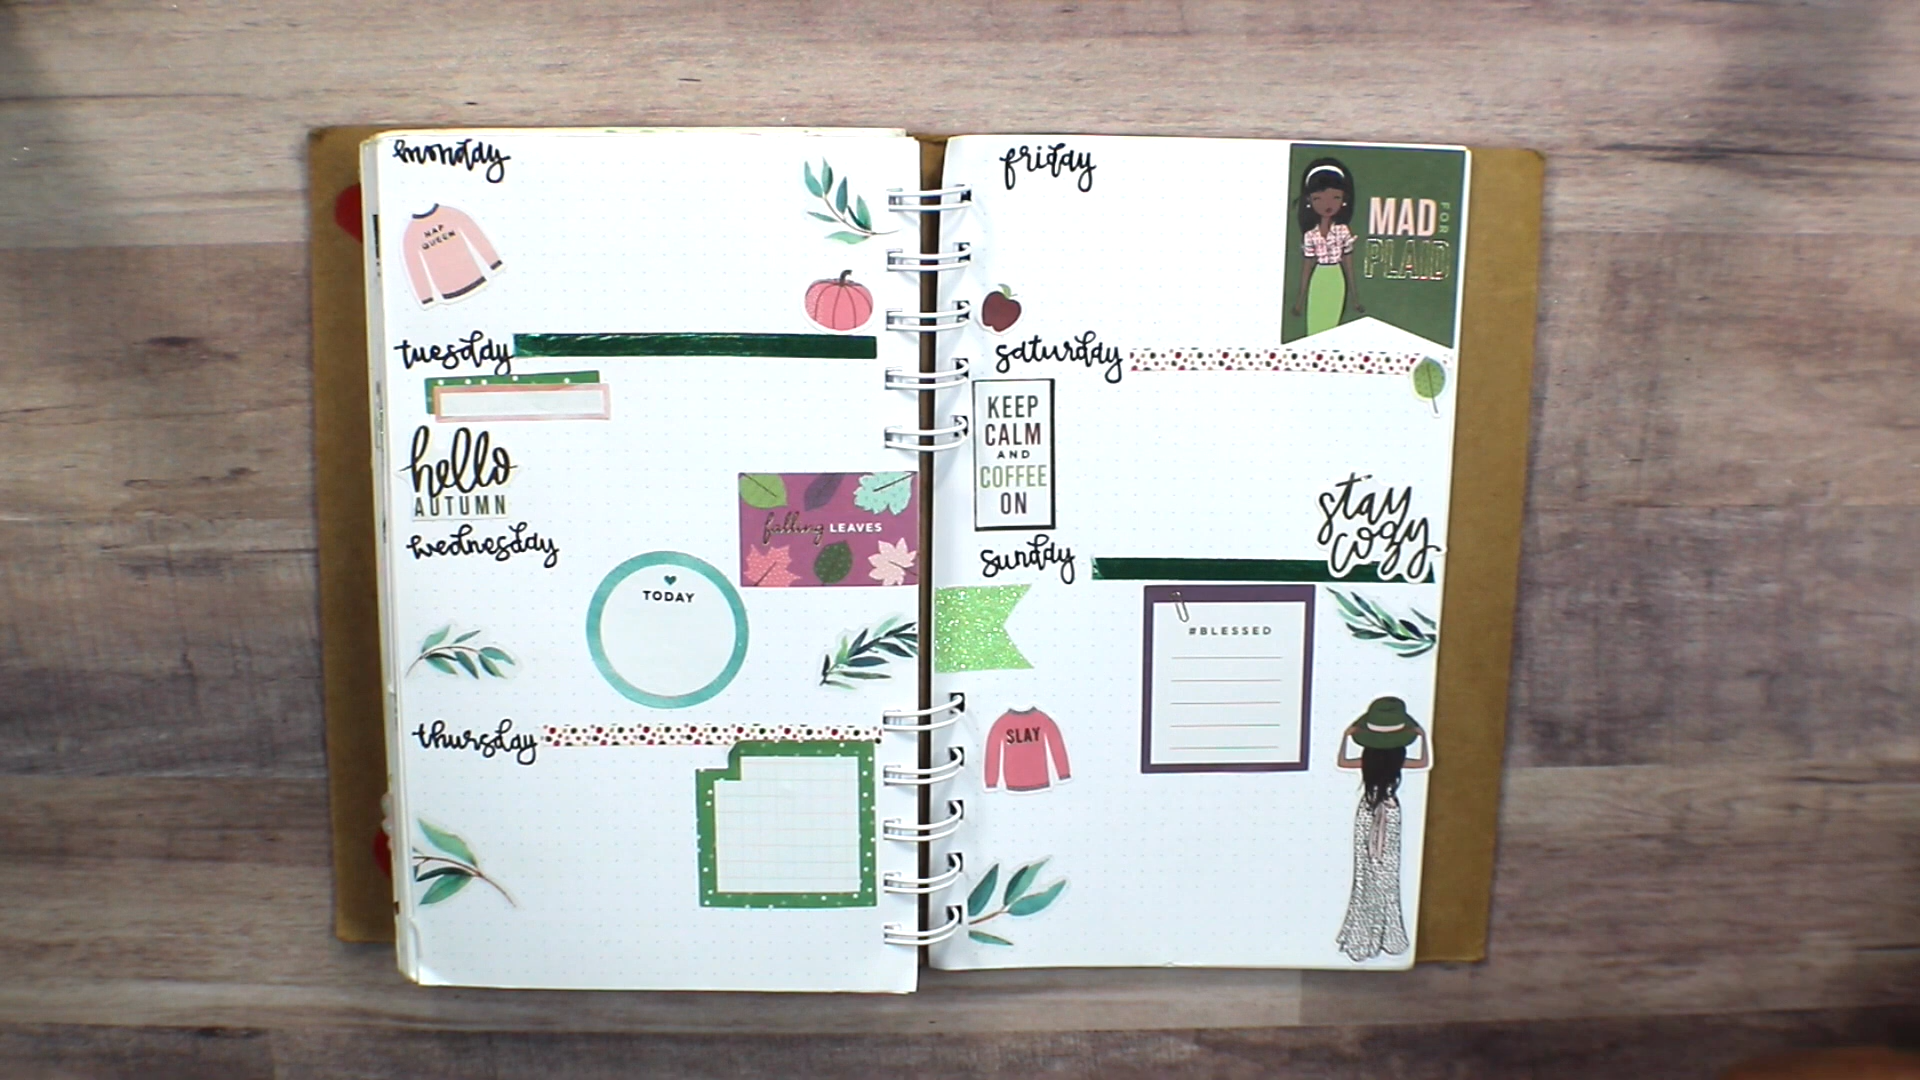 monday
NAP
QUEEN
tuesday
hello
AUTUMN
wednesday
falling LEAVES
TODAY
thursday
friday
MAD
FOR
PLAID
saturday
KEEP
CALM
AND
COFFEE
ON
stay
cozy
sunday
#BLESSED
SLAY